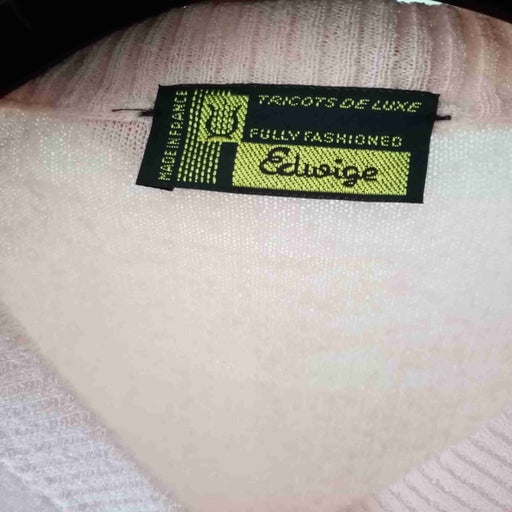 MADE IN FRANCE
TRICOTS DE LUXE
FULLY FASHIONED
Edwige